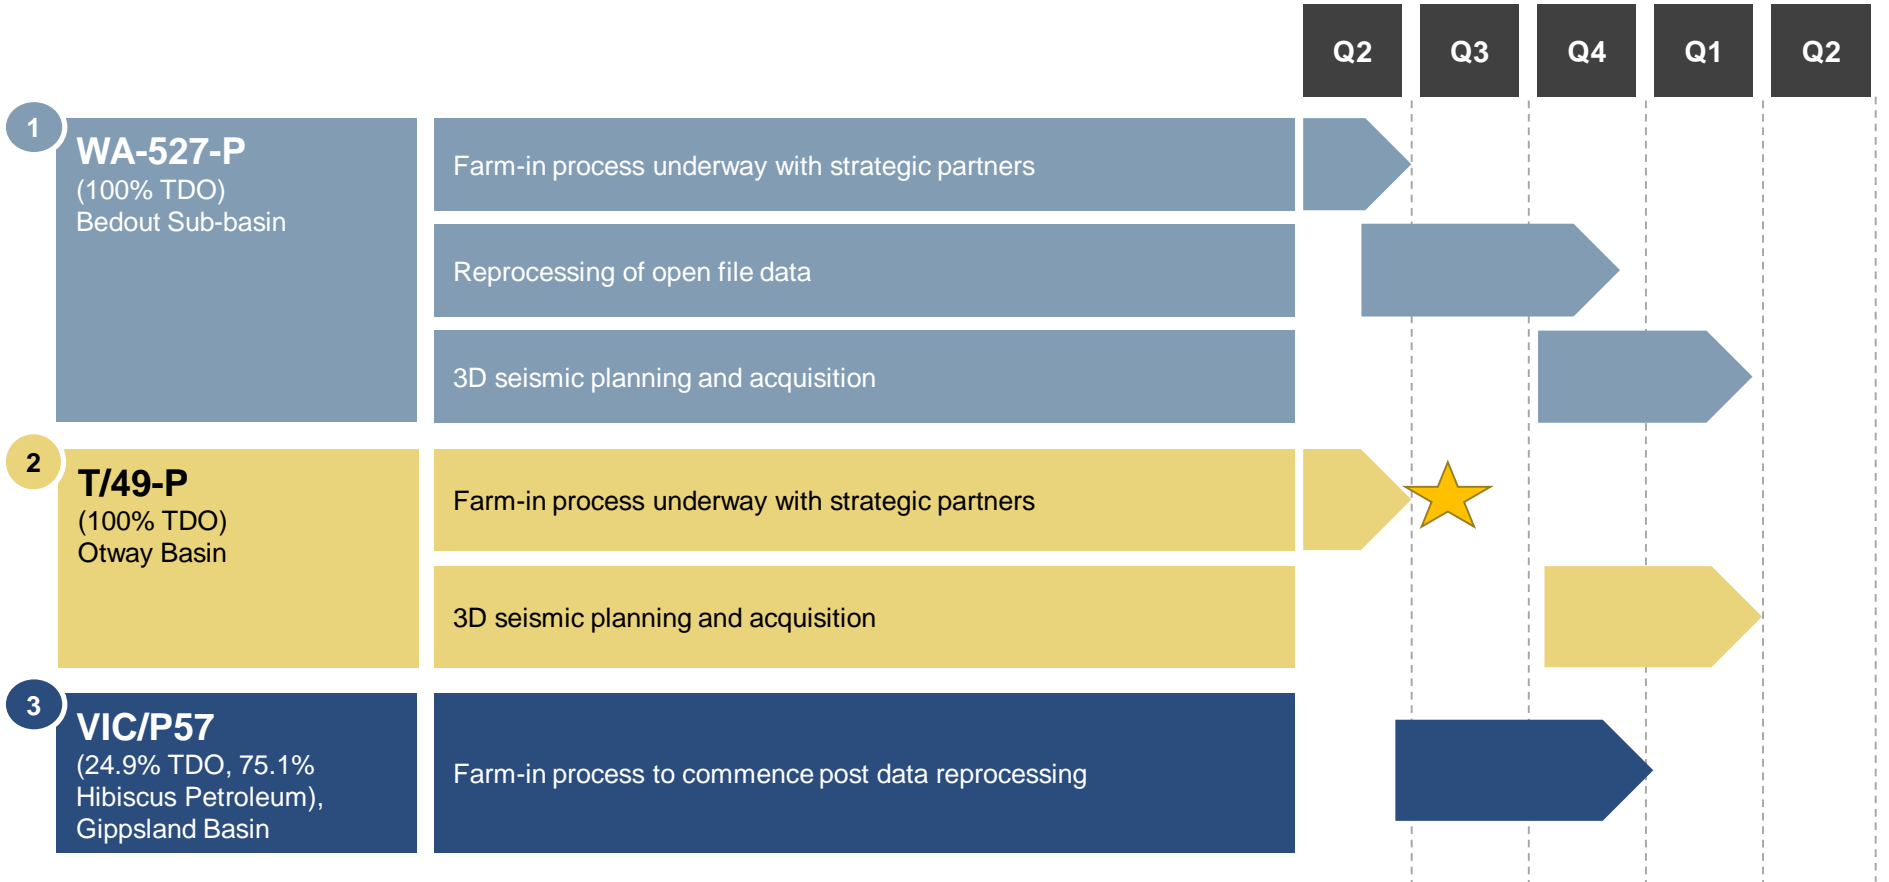 Q2
Q3
Q4
Q1
Q2
1
WA-527-P
(100% TDO)
Bedout Sub-basin
Farm-in process underway with strategic partners
Reprocessing of open file data
3D seismic planning and acquisition
2
T/49-P
(100% TDO)
Otway Basin
Farm-in process underway with strategic partners
3D seismic planning and acquisition
3
VIC/P57
(24.9% TDO, 75.1%
Hibiscus Petroleum),
Gippsland Basin
Farm-in process to commence post data reprocessing